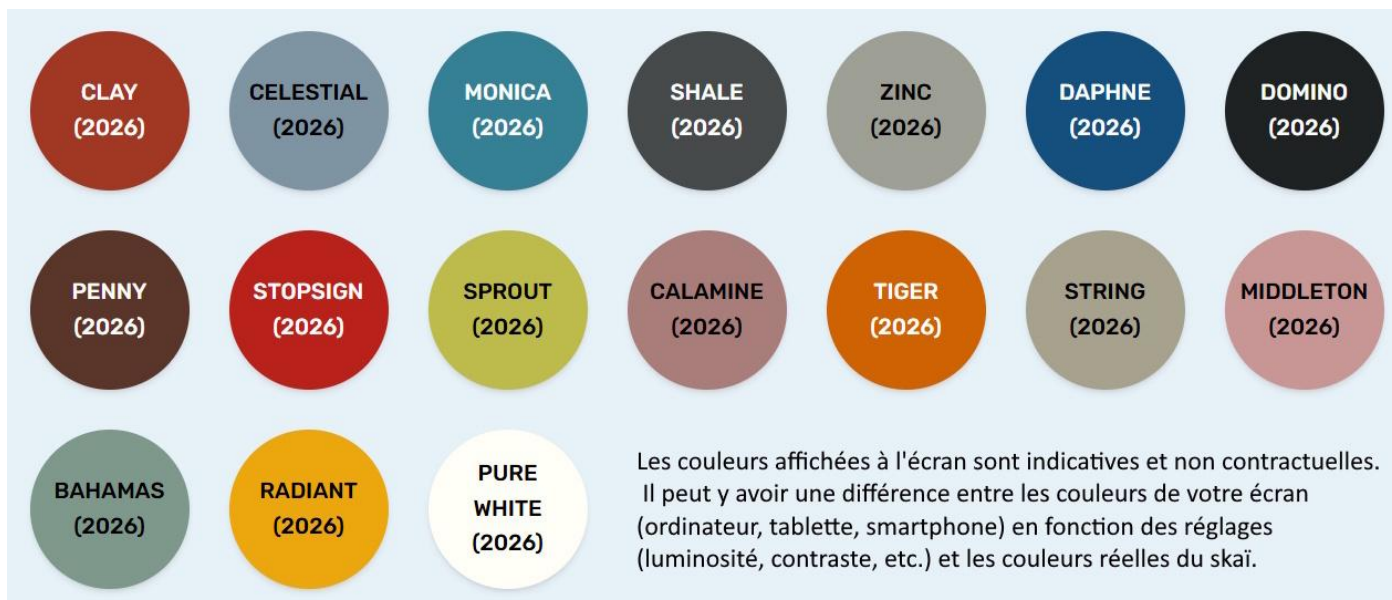 CLAY
(2026)
CELESTIAL
(2026)
MONICA
(2026)
SHALE
(2026)
ZINC
(2026)
DAPHNE
(2026)
DOMINO
(2026)
PENNY
(2026)
STOPSIGN
(2026)
SPROUT
(2026)
CALAMINE
(2026)
TIGER
(2026)
STRING
(2026)
MIDDLETON
(2026)
BAHAMAS
(2026)
RADIANT
(2026)
PURE
WHITE
(2026)
Les couleurs affichées à l'écran sont indicatives et non contractuelles.
Il peut y avoir une différence entre les couleurs de votre écran
(ordinateur, tablette, smartphone) en fonction des réglages
(luminosité, contraste, etc.) et les couleurs réelles du skaï.